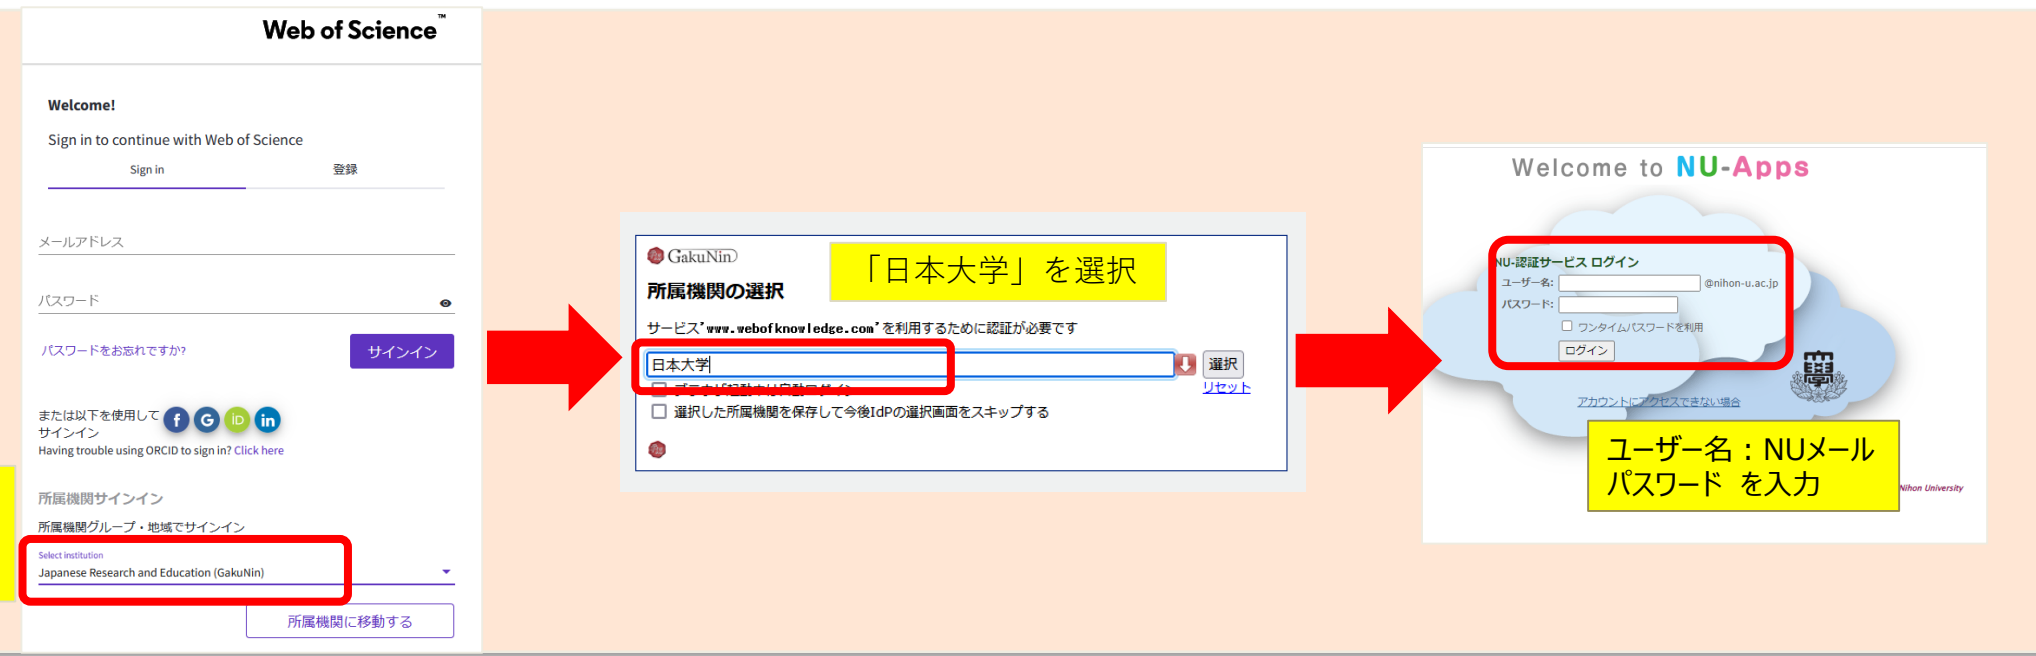 Web of Science™
Welcome!
Sign in to continue with Web of Science
Sign in
登録
メールアドレス
パスワード
パスワードをお忘れですか?
サインイン
または以下を使用して
サインイン
Having trouble using ORCID to sign in? Click here
所属機関サインイン
所属機関グループ・地域でサインイン
Select institution
Japanese Research and Education (GakuNin)
所属機関に移動する
GakuNin
「日本大学」を選択
所属機関の選択
サービス'www.webofknowledge.com'を利用するために認証が必要です
日本大学
選択
ブラウザ起動中は自動ログイン
リセット
選択した所属機関を保存して今後IdPの選択画面をスキップする
Welcome to NU-Apps
NU-認証サービス ログイン
ユーザー名:
@nihon-u.ac.jp
パスワード:
ワンタイムパスワードを利用
ログイン
アカウントにアクセスできない場合
ユーザー名：NUメール
パスワード を入力
Nihon University